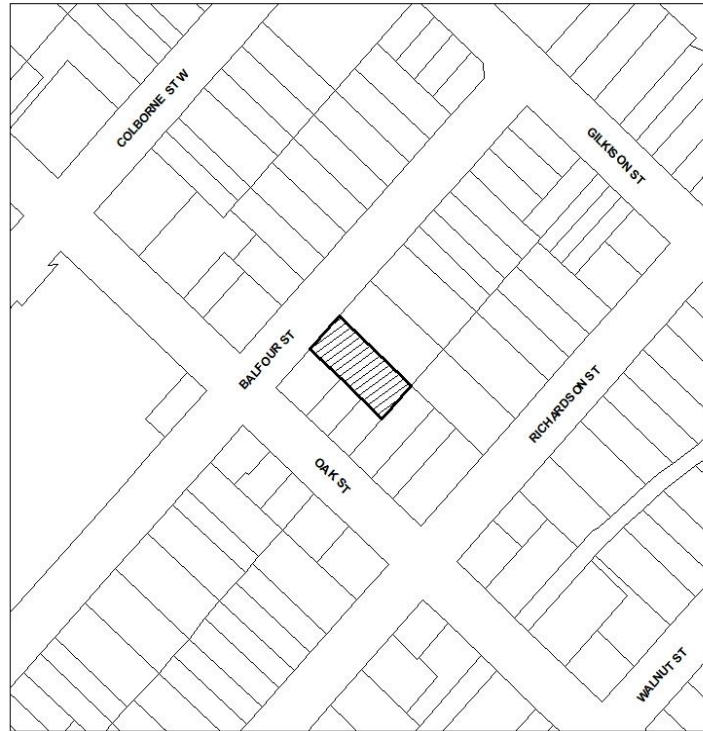 COLBORNE ST W
GILKISON ST
BALFOUR ST
RICHARDSON ST
OAK ST
WALNUT ST